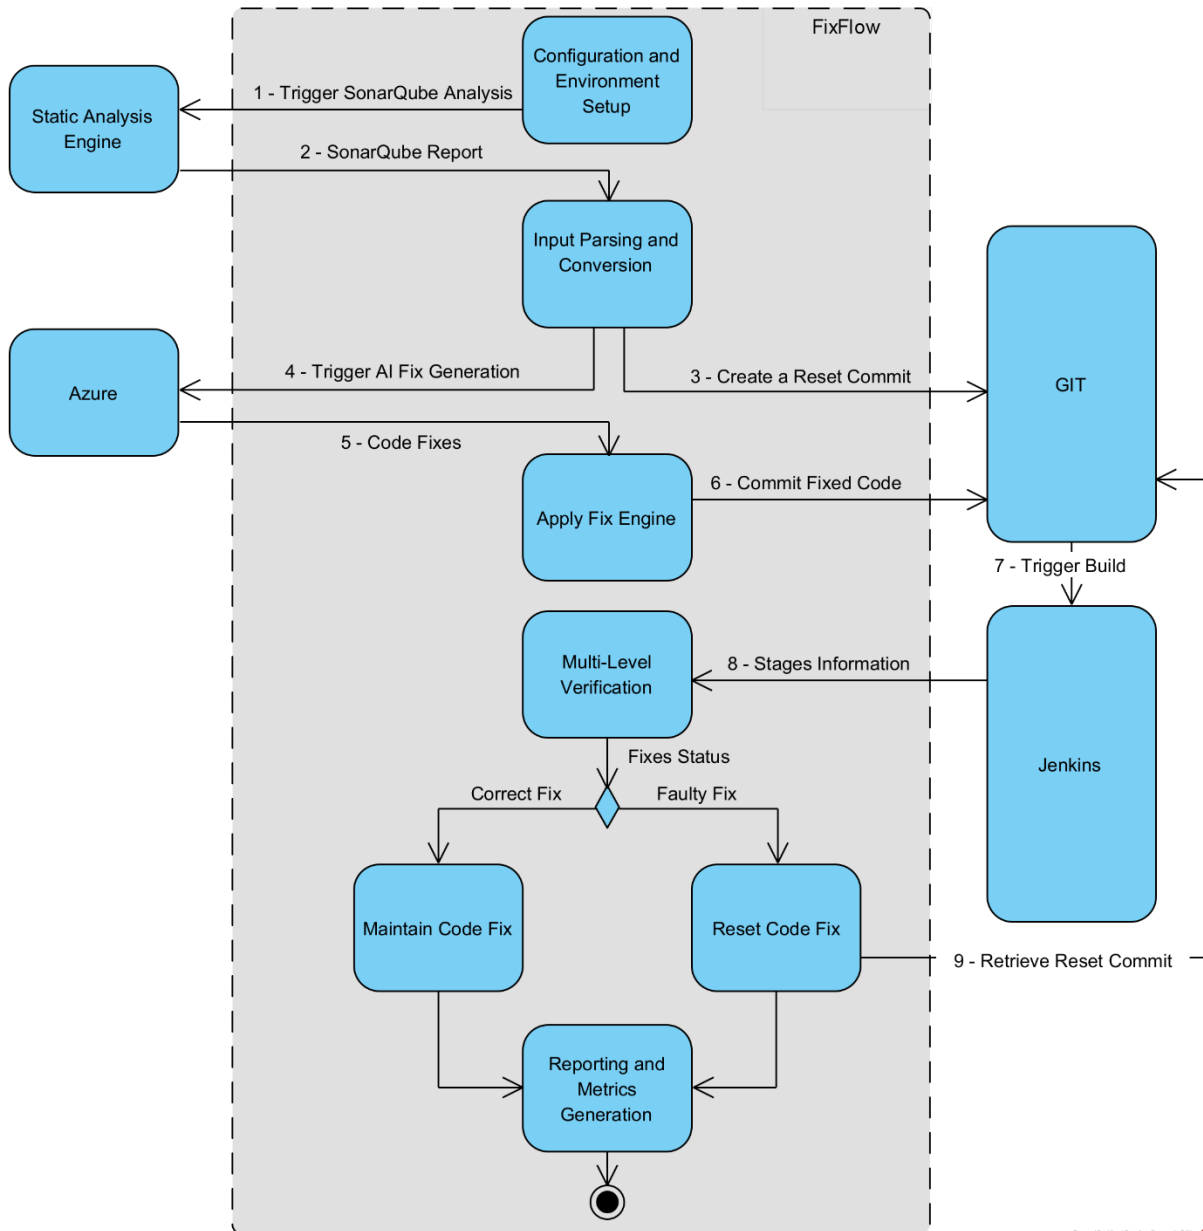 FixFlow
Configuration and
Environment
Setup
1 - Trigger SonarQube Analysis
Static Analysis
Engine
2 - SonarQube Report
Input Parsing and
Conversion
4 - Trigger AI Fix Generation
3 - Create a Reset Commit
Azure
GIT
5 - Code Fixes
6 - Commit Fixed Code
Apply Fix Engine
7 - Trigger Build
Multi-Level
Verification
8 - Stages Information
Fixes Status
Jenkins
Correct Fix
Faulty Fix
Maintain Code Fix
Reset Code Fix
9 - Retrieve Reset Commit
Reporting and
Metrics
Generation